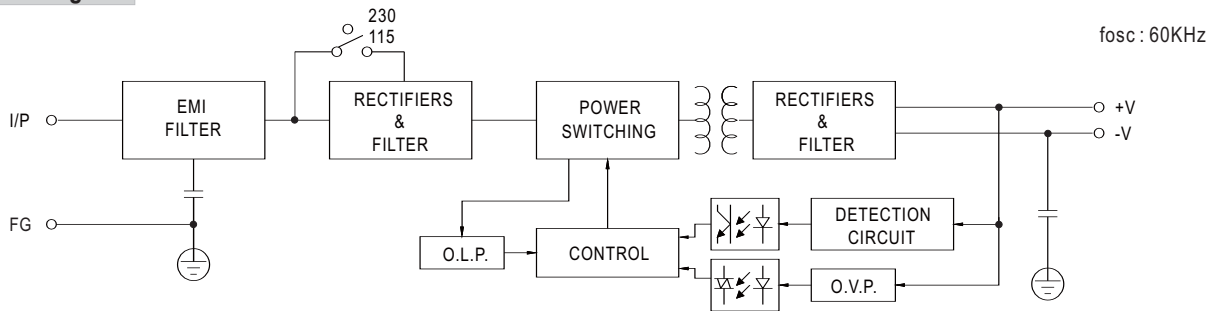 230
115
fosc : 60KHz
I/P
EMI
FILTER
RECTIFIERS
&
FILTER
POWER
SWITCHING
RECTIFIERS
&
FILTER
+V
-V
FG
O.L.P.
CONTROL
DETECTION
CIRCUIT
O.V.P.